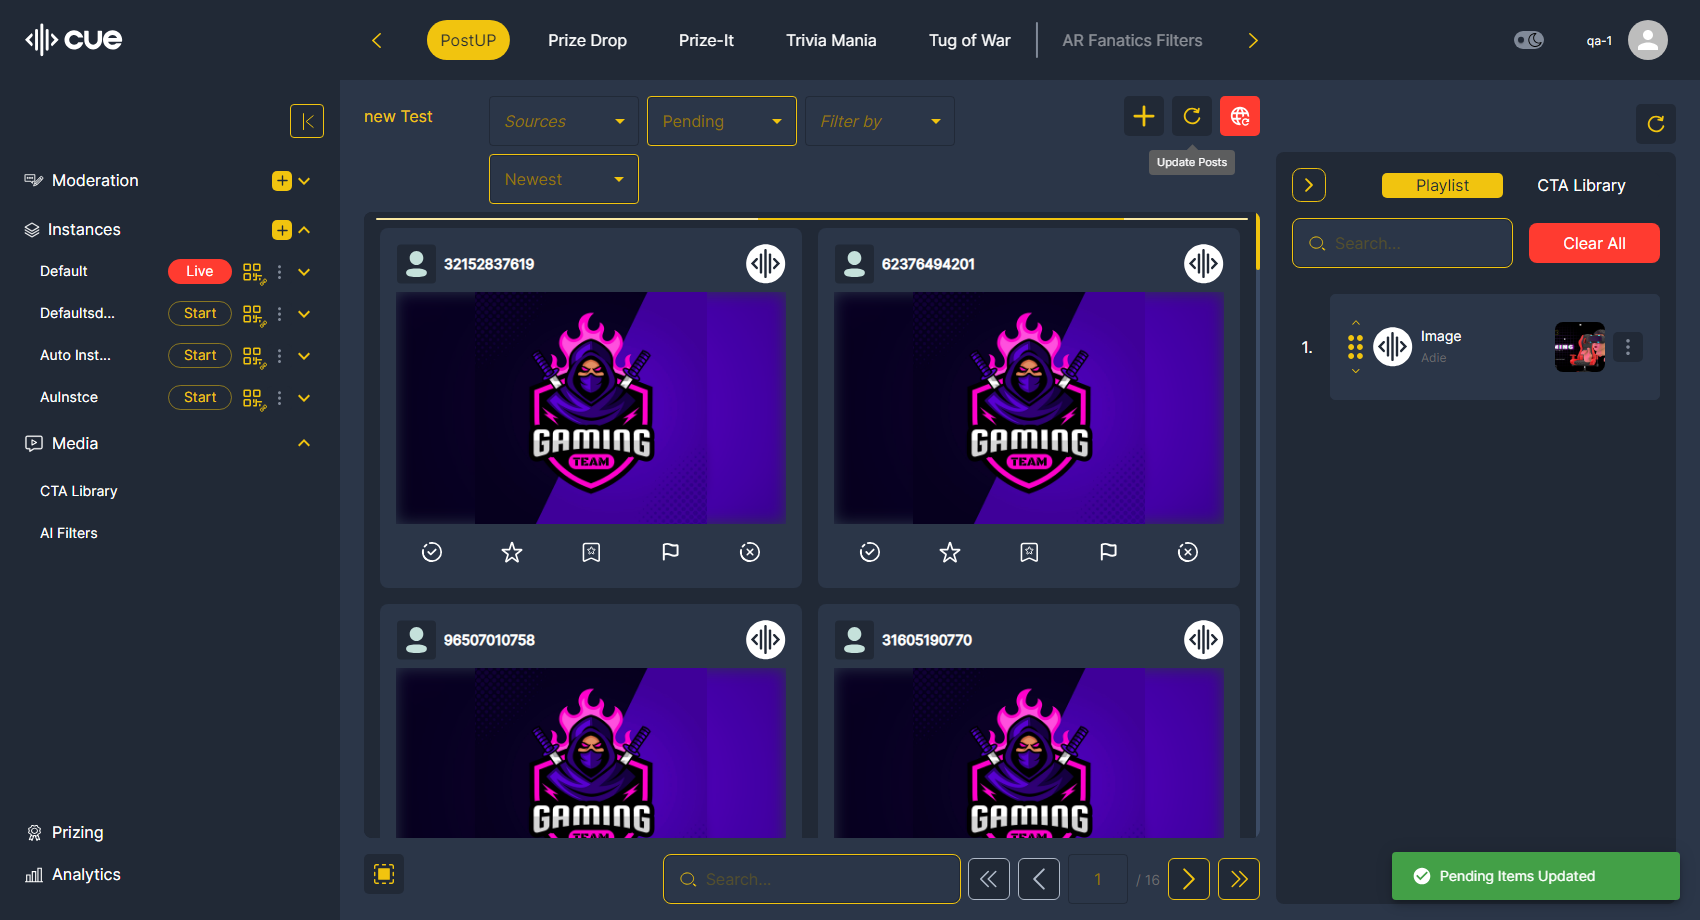 cue
PostUP
Prize Drop
Prize-It
Trivia Mania
Tug of War
AR Fanatics Filters
qa-1
Moderation
Instances
Default
Live
Defaultsd...
Start
Auto Inst...
Start
AuInstce
Start
Media
CTA Library
AI Filters
Prizing
Analytics
new Test
Sources
Pending
Filter by
Newest
Update Posts
32152837619
GAMING
TEAM
62376494201
GAMING
TEAM
96507010758
GAMING
TEAM
31605190770
GAMING
TEAM
Search...
1
/ 16
Playlist
CTA Library
Search...
Clear All
1.
Image
Adie
Pending Items Updated